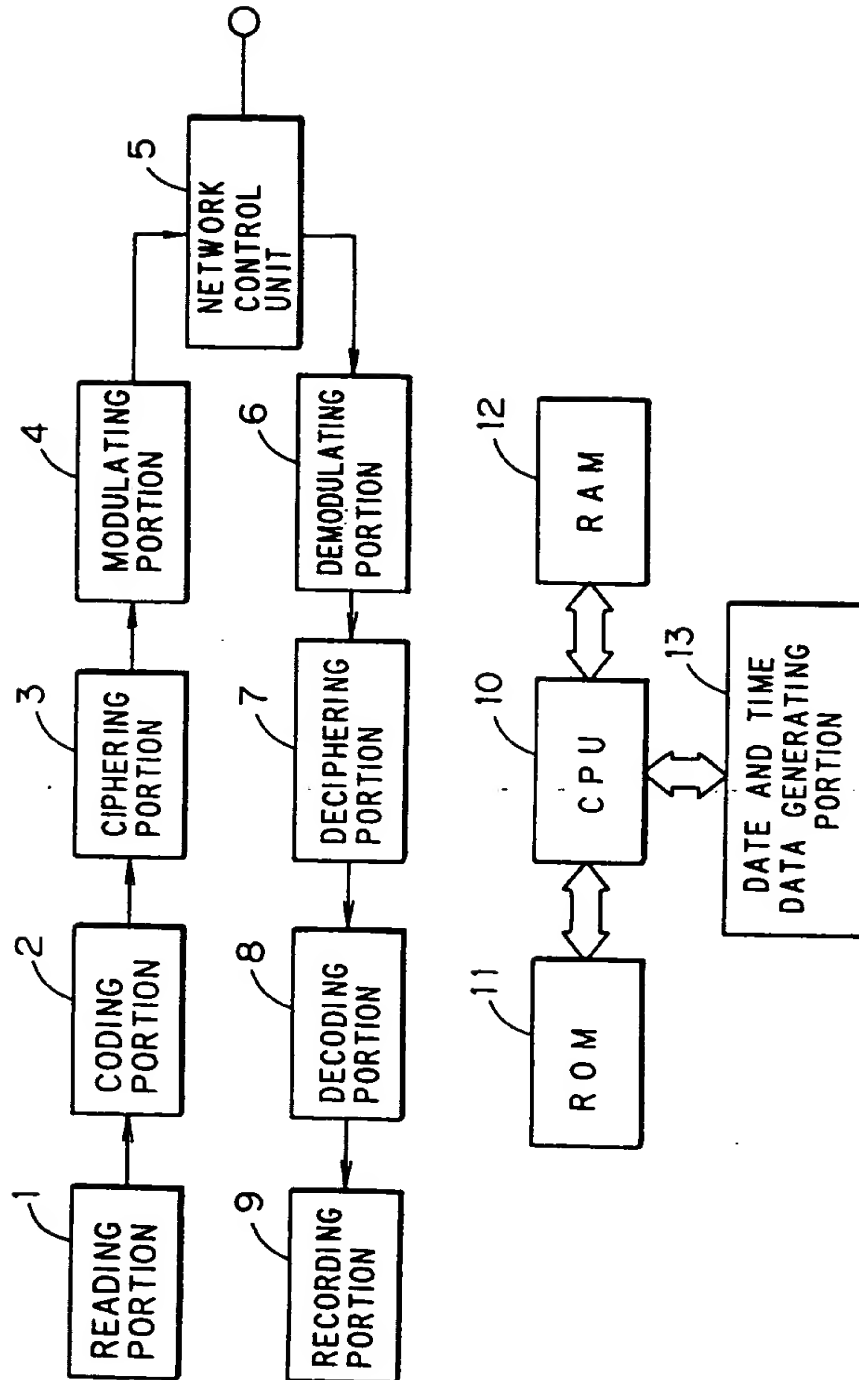 1
READING
PORTION
2
CODING
PORTION
3
CIPHERING
PORTION
4
MODULATING
PORTION
5
NETWORK
CONTROL
UNIT
6
DEMODULATING
PORTION
7
DECIPHERING
PORTION
8
DECODING
PORTION
9
RECORDING
PORTION
10
CPU
11
ROM
12
RAM
13
DATE AND TIME
DATA GENERATING
PORTION